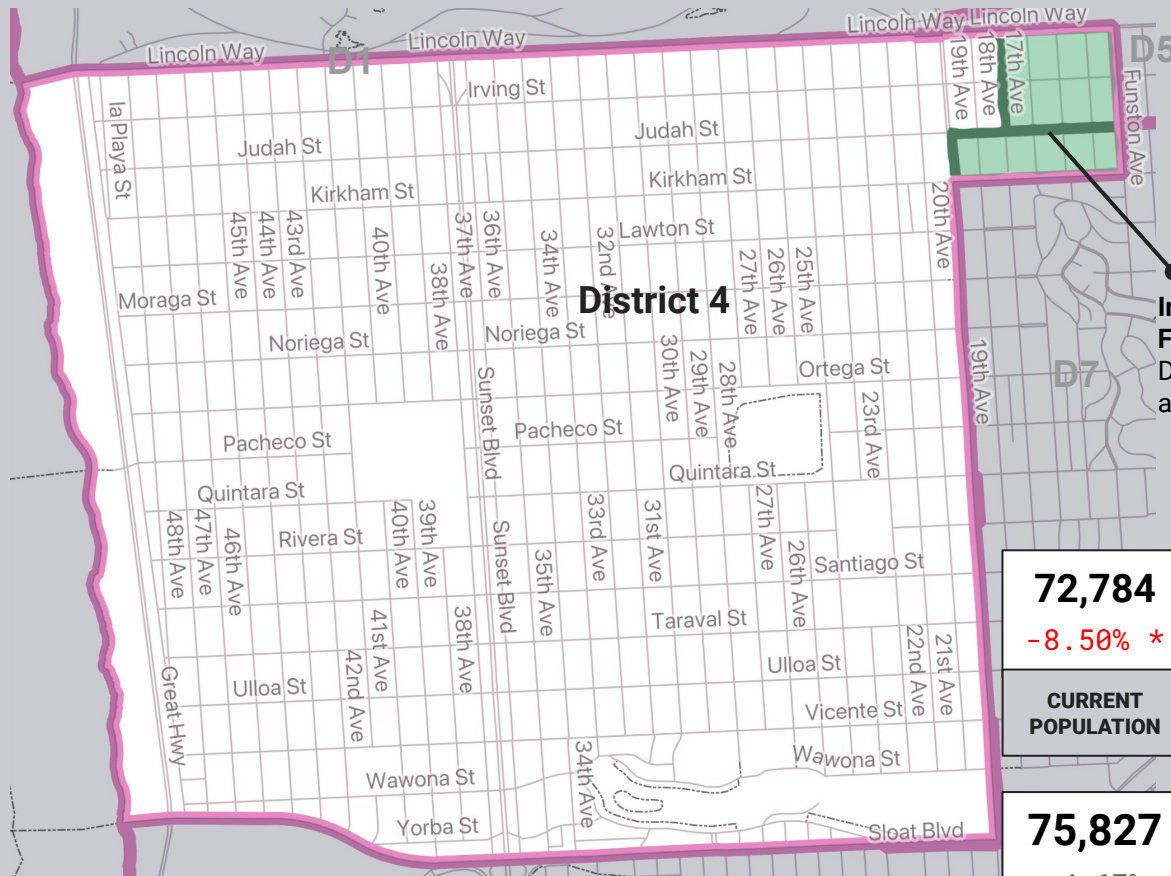 Lincoln Way
Lincoln Way
Lincoln Way
Lincoln Way
D1
D5
19th Ave
18th Ave
17th Ave
Funston Ave
Irving St
la Playa St
Judah St
Judah St
Kirkham St
Kirkham St
20th Ave
45th Ave
44th Ave
43rd Ave
40th Ave
38th Ave
37th Ave
36th Ave
34th Ave
32nd Ave
Lawton St
27th Ave
26th Ave
25th Ave
Moraga St
District 4
Noriega St
Noriega St
30th Ave
29th Ave
28th Ave
Ortega St
19th Ave
D7
Sunset Blvd
Pacheco St
Pacheco St
23rd Ave
Quintara St
Quintara St
48th Ave
47th Ave
46th Ave
Rivera St
40th Ave
39th Ave
Sunset Blvd
35th Ave
33rd Ave
31st Ave
27th Ave
26th Ave
Santiago St
72,784
-8.50% *
CURRENT
POPULATION
Taraval St
41st Ave
42nd Ave
38th Ave
Great Hwy
Ulloa St
Ulloa St
22nd Ave
21st Ave
Vicente St
Wawona St
Wawona St
34th Ave
Yorba St
Sloat Blvd
75,827